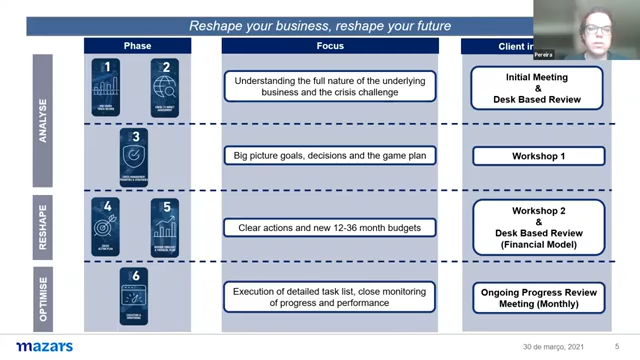 Reshape your business, reshape your future
Pereira
Phase
Focus
Client in
ANALYSE
1
2
Understanding the full nature of the underlying
business and the crisis challenge
Initial Meeting
&
Desk Based Review
3
Big picture goals, decisions and the game plan
Workshop 1
RESHAPE
4
5
Clear actions and new 12-36 month budgets
Workshop 2
&
Desk Based Review
(Financial Model)
OPTIMISE
6
Execution of detailed task list, close monitoring
of progress and performance
Ongoing Progress Review
Meeting (Monthly)
mazars
30 de março, 2021
5